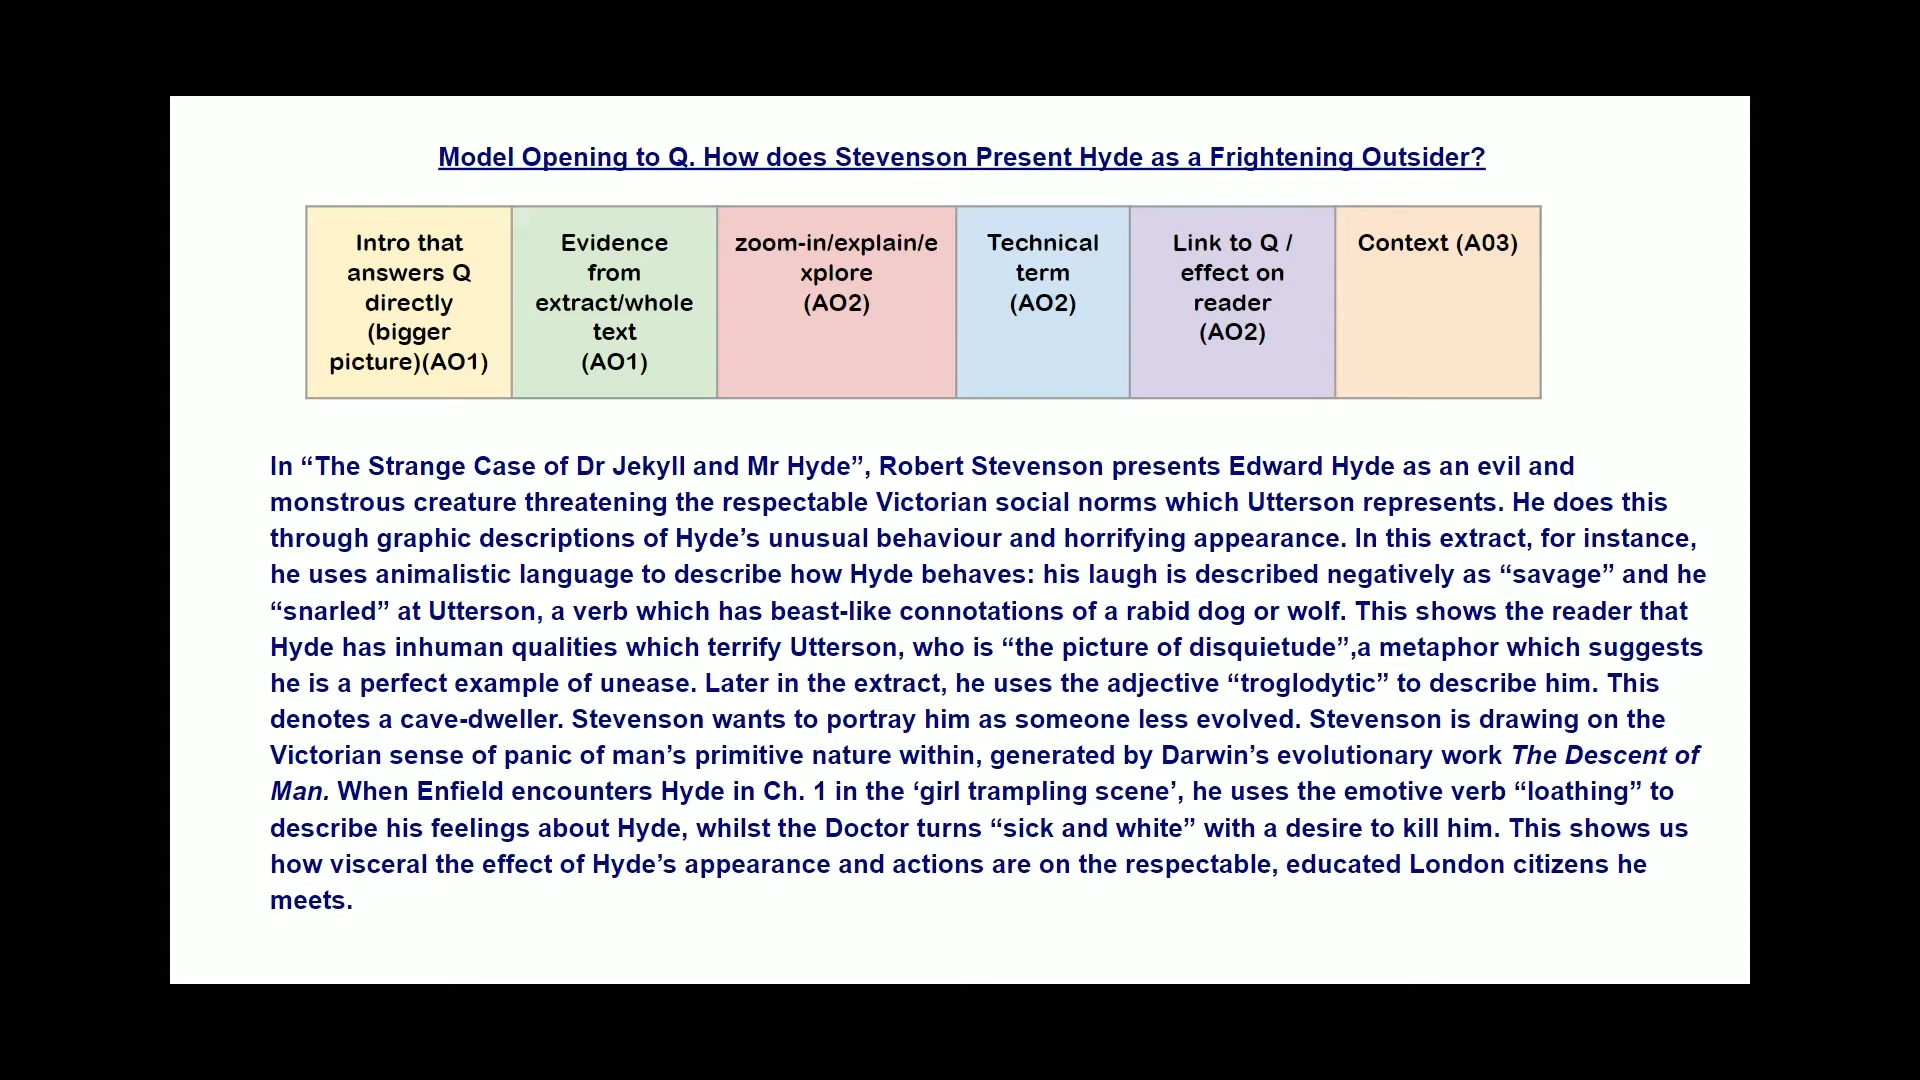 Model Opening to Q. How does Stevenson Present Hyde as a Frightening Outsider?
Intro that
answers Q
directly
(bigger
picture)(AO1)
Evidence
from
extract/whole
text
(AO1)
zoom-in/explain/e
xplore
(AO2)
Technical
term
(AO2)
Link to Q /
effect on
reader
(AO2)
Context (A03)
In “The Strange Case of Dr Jekyll and Mr Hyde”, Robert Stevenson presents Edward Hyde as an evil and
monstrous creature threatening the respectable Victorian social norms which Utterson represents. He does this
through graphic descriptions of Hyde’s unusual behaviour and horrifying appearance. In this extract, for instance,
he uses animalistic language to describe how Hyde behaves: his laugh is described negatively as “savage” and he
“snarled” at Utterson, a verb which has beast-like connotations of a rabid dog or wolf. This shows the reader that
Hyde has inhuman qualities which terrify Utterson, who is “the picture of disquietude”,a metaphor which suggests
he is a perfect example of unease. Later in the extract, he uses the adjective “troglodytic” to describe him. This
denotes a cave-dweller. Stevenson wants to portray him as someone less evolved. Stevenson is drawing on the
Victorian sense of panic of man’s primitive nature within, generated by Darwin’s evolutionary work The Descent of
Man. When Enfield encounters Hyde in Ch. 1 in the ‘girl trampling scene’, he uses the emotive verb “loathing” to
describe his feelings about Hyde, whilst the Doctor turns “sick and white” with a desire to kill him. This shows us
how visceral the effect of Hyde’s appearance and actions are on the respectable, educated London citizens he
meets.